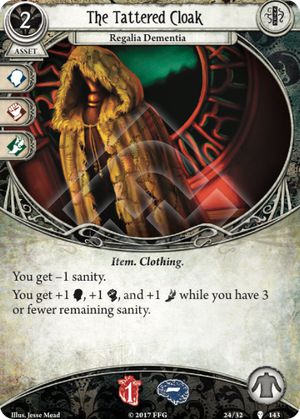 2
The Tattered Cloak
Regalia Dementia
ASSET
Item. Clothing.
You get –1 sanity.
You get +1, +1, and +1 while you have 3
or fewer remaining sanity.
1
Illus. Jesse Mead
© 2017 FFG
24/32
143